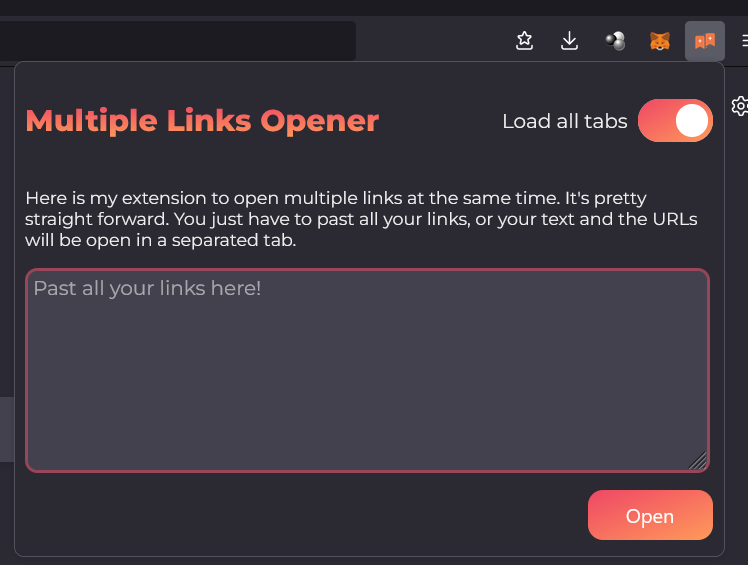 Multiple Links Opener
Load all tabs
Here is my extension to open multiple links at the same time. It's pretty
straight forward. You just have to past all your links, or your text and the URLs
will be open in a separated tab.
Past all your links here!
Open